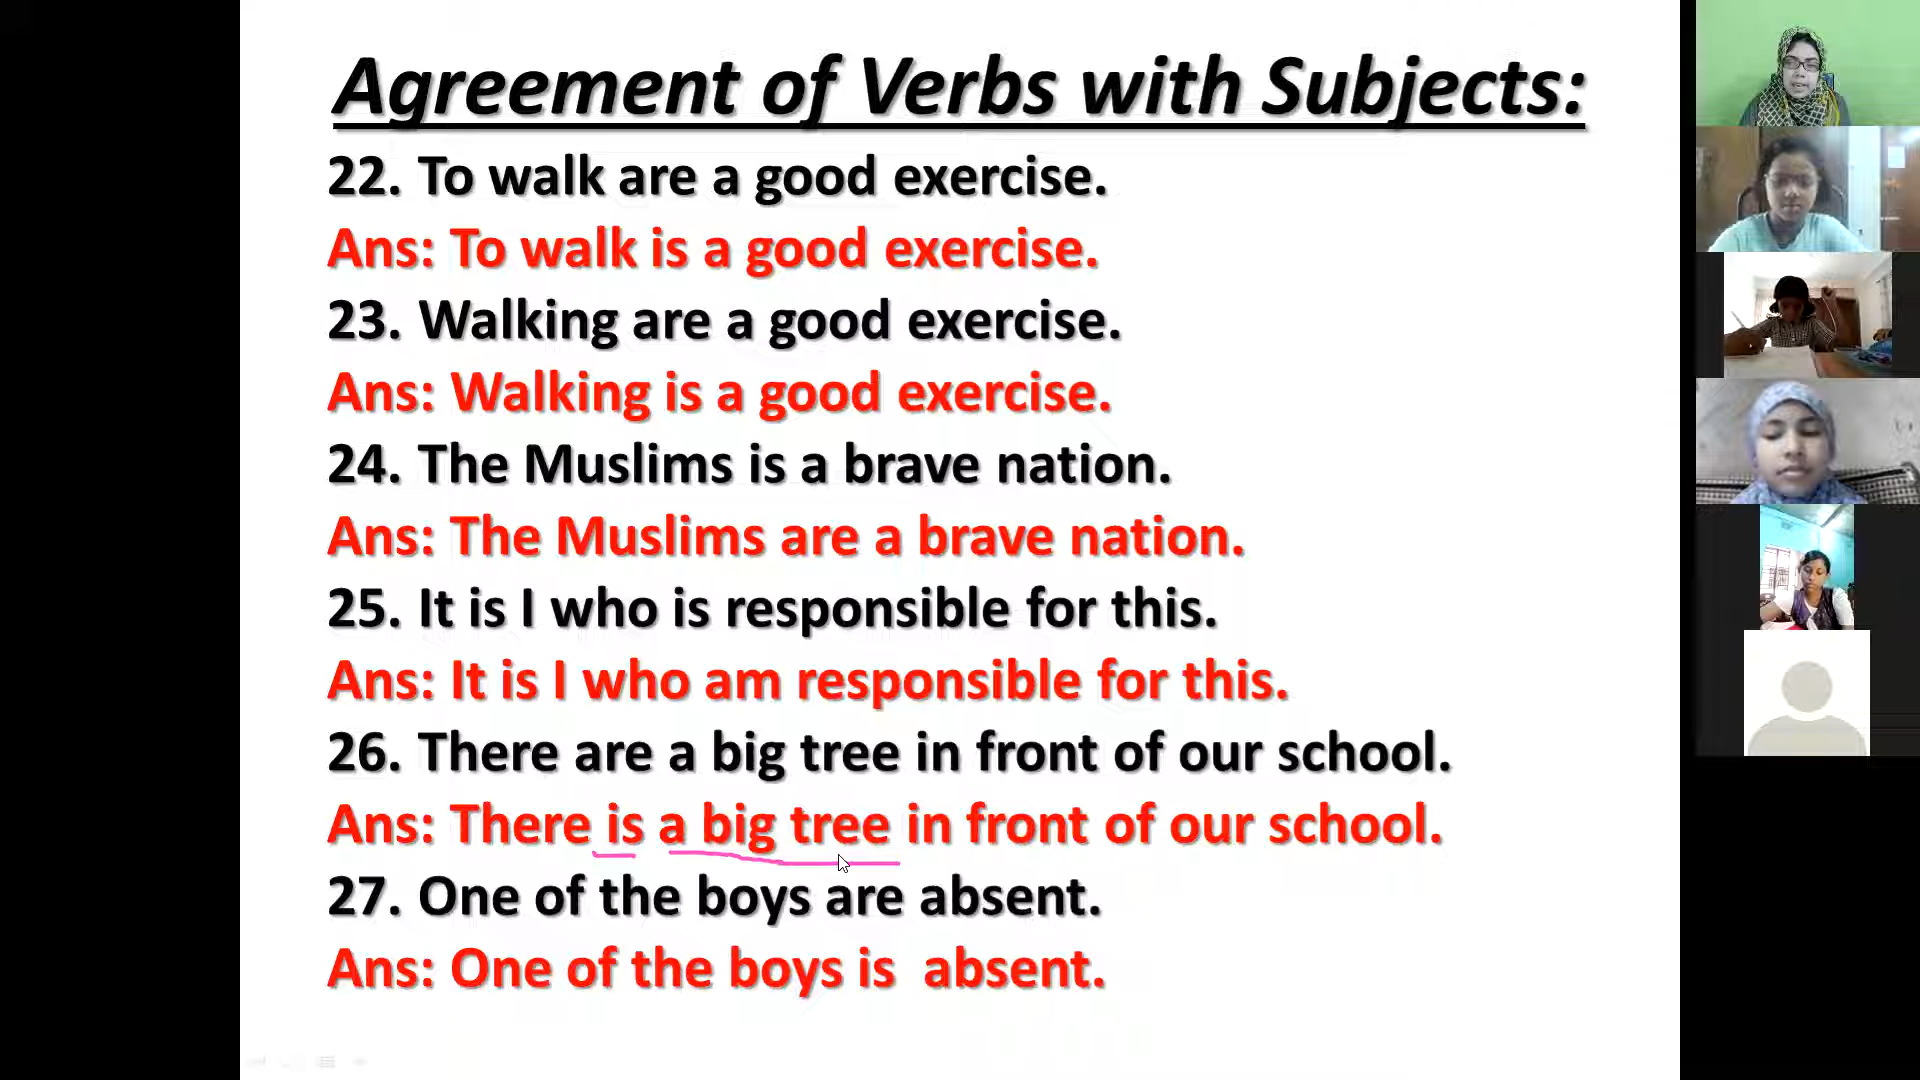 Agreement of Verbs with Subjects:
22. To walk are a good exercise.
Ans: To walk is a good exercise.
23. Walking are a good exercise.
Ans: Walking is a good exercise.
24. The Muslims is a brave nation.
Ans: The Muslims are a brave nation.
25. It is I who is responsible for this.
Ans: It is I who am responsible for this.
26. There are a big tree in front of our school.
Ans: There is a big tree in front of our school.
27. One of the boys are absent.
Ans: One of the boys is  absent.